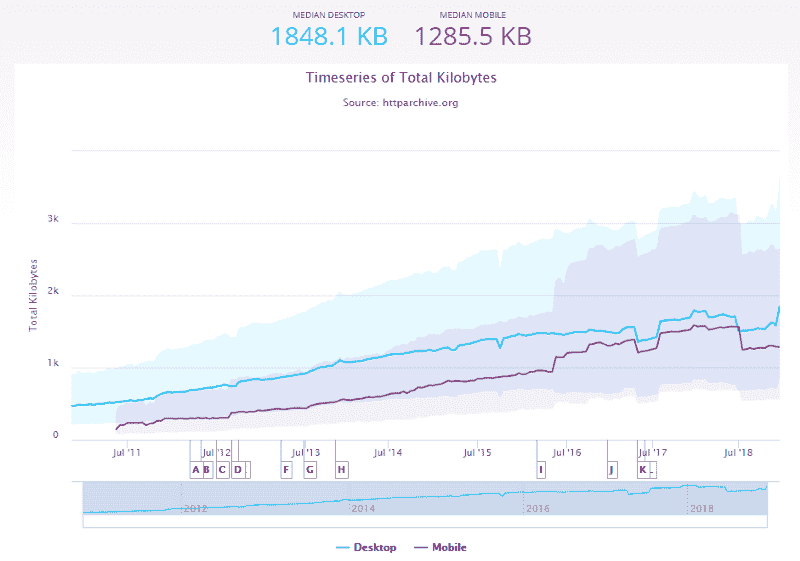 MEDIAN DESKTOP MEDIAN MOBILE
1848.1 KB 1285.5 KB
Timeseries of Total Kilobytes
Source: httparchive.org
Total Kilobytes
3k
2k
1k
0
Jul '11 Jul '12 Jul '13 Jul '14 Jul '15 Jul '16 Jul '17 Jul '18
A B C D F G H I J K
2012 2014 2016 2018
Desktop Mobile